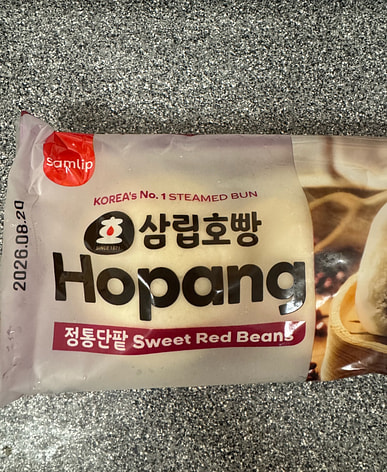 samlip
KOREA's No.1 STEAMED BUN
호 삼립호빵
SINCE 1971
Hopang
정통단팥 Sweet Red Beans
2026.08.20